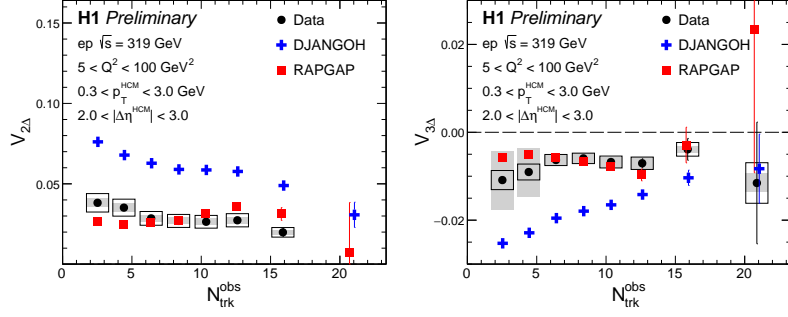 H1 Preliminary
ep √s = 319 GeV
5 < Q² < 100 GeV²
0.3 < p_T^HCM < 3.0 GeV
2.0 < |Δη^HCM| < 3.0
Data
DJANGOH
RAPGAP
V_2Δ
0.15
0.10
0.05
0 5 10 15 20
N_trk^obs
H1 Preliminary
ep √s = 319 GeV
5 < Q² < 100 GeV²
0.3 < p_T^HCM < 3.0 GeV
2.0 < |Δη^HCM| < 3.0
Data
DJANGOH
RAPGAP
V_3Δ
0.02
0.00
−0.02
0 5 10 15 20
N_trk^obs